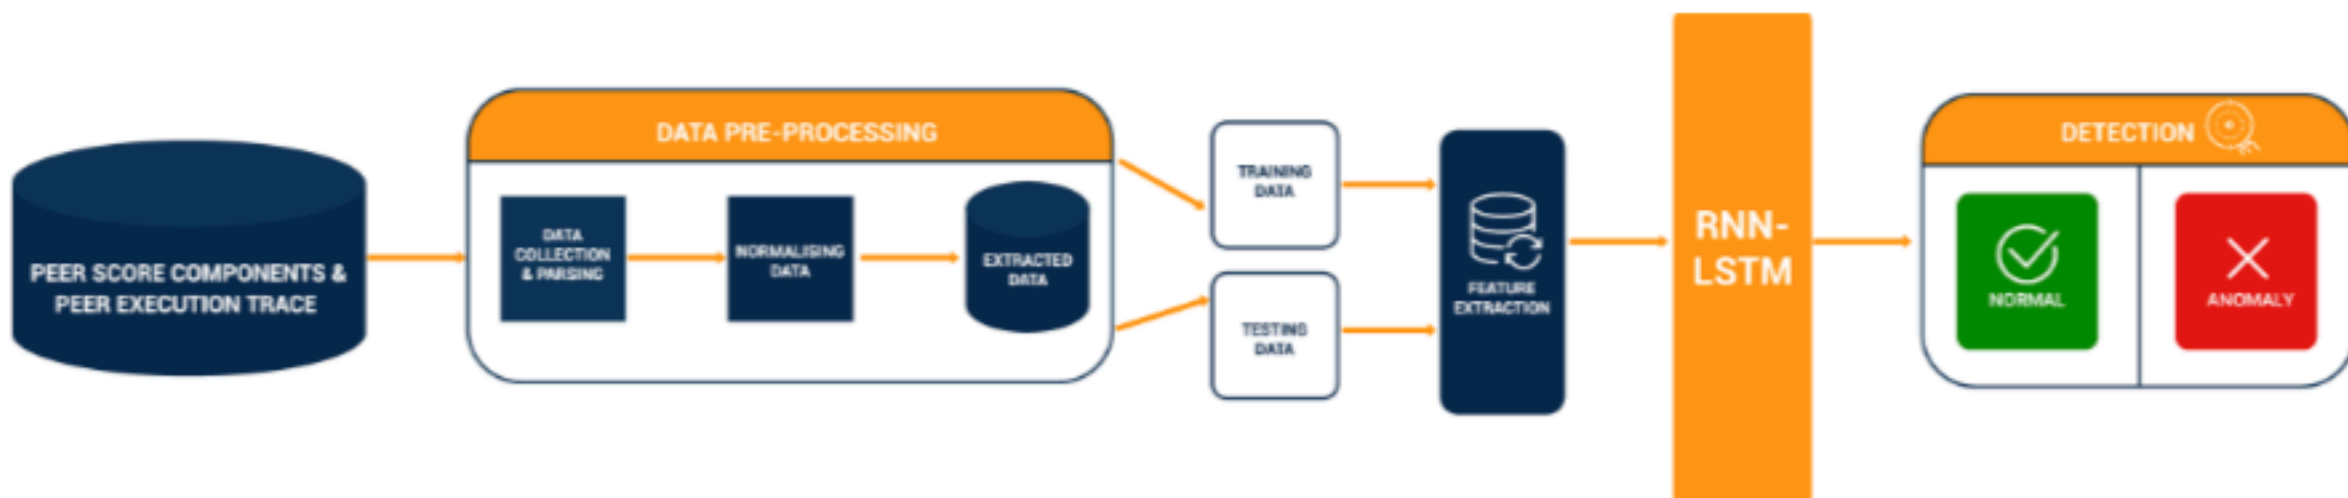 PEER SCORE COMPONENTS &
PEER EXECUTION TRACE
DATA PRE-PROCESSING
DATA
COLLECTION
& PARSING
NORMALISING
DATA
EXTRACTED
DATA
TRAINING
DATA
TESTING
DATA
FEATURE
EXTRACTION
RNN-
LSTM
DETECTION
NORMAL
ANOMALY